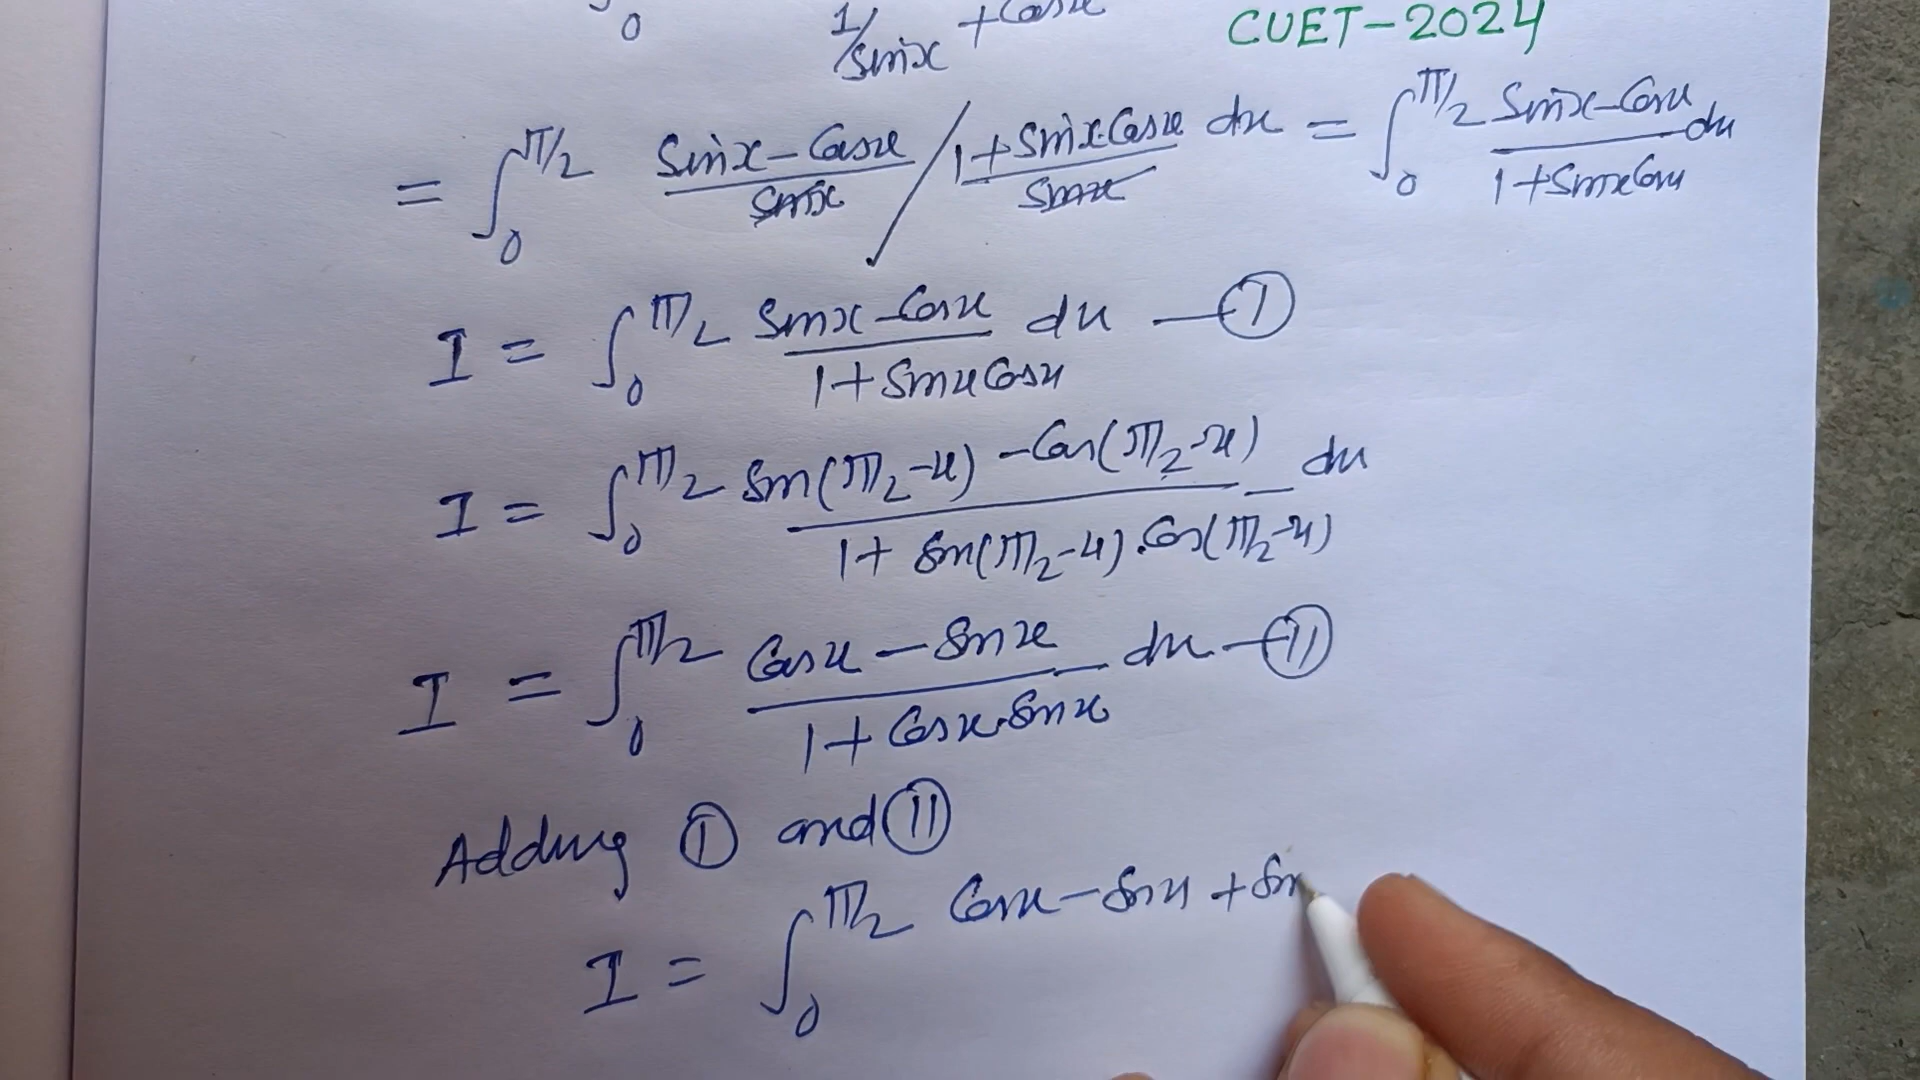 ∫₀ 1/sinx + cosx CUET-2024
= ∫₀^π/2 (sinx - cosx)/sinx / (1 + sinx·cosx)/sinx dx = ∫₀^π/2 (sinx - cosx)/(1 + sinx cosx) dx
I = ∫₀^π/2 (sinx - cosx)/(1 + sinx cosx) dx — Ⓘ
I = ∫₀^π/2 (sin(π/2 - x) - cos(π/2 - x))/(1 + sin(π/2 - x)·cos(π/2 - x)) dx
I = ∫₀^π/2 (cosx - sinx)/(1 + cosx·sinx) dx — (II)
Adding Ⓘ and (II)
I = ∫₀^π/2 cosx - sinx + sin